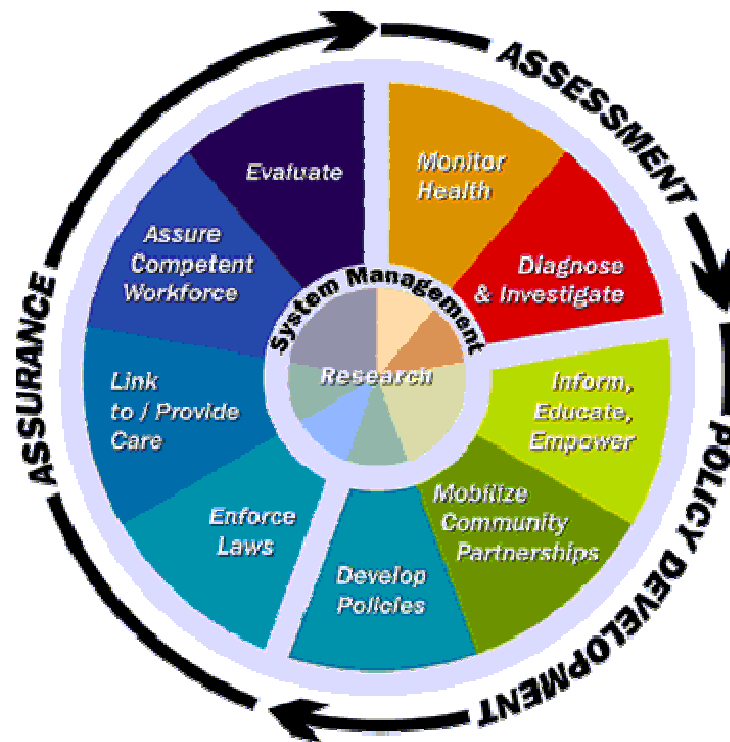 ASSESSMENT
Monitor
Health
Diagnose
& Investigate
POLICY DEVELOPMENT
Inform,
Educate,
Empower
Mobilize
Community
Partnerships
Develop
Policies
ASSURANCE
Enforce
Laws
Link
to / Provide
Care
Assure
Competent
Workforce
Evaluate
System Management
Research